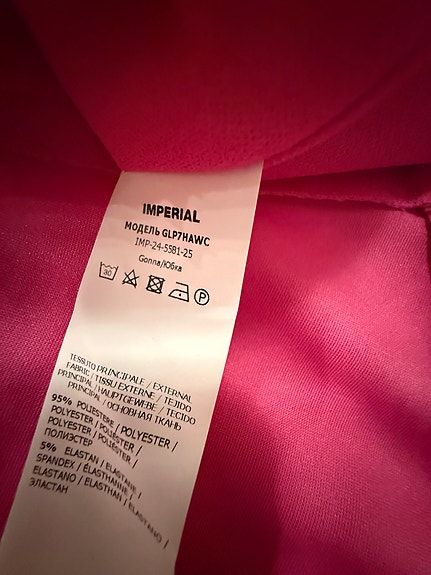 IMPERIAL
МОДЕЛЬ GLP7HAWC
IMP-24-5581-25
Gonna/Юбка
30
P
TESSUTO PRINCIPALE / EXTERNAL
FABRIC / TISSU EXTERNE / TEJIDO
PRINCIPAL / HAUPTGEWEBE / TECIDO
PRINCIPAL / ОСНОВНАЯ ТКАНЬ
95% POLIESTERE / POLYESTER /
POLYESTER / POLIÉSTER /
POLYESTER / POLIÉSTER /
ПОЛИЭСТЕР
5% ELASTAN / ELASTANE /
SPANDEX / ÉLASTHANNE /
ELASTANO / ELASTHAN / ELASTANO /
ЭЛАСТАН